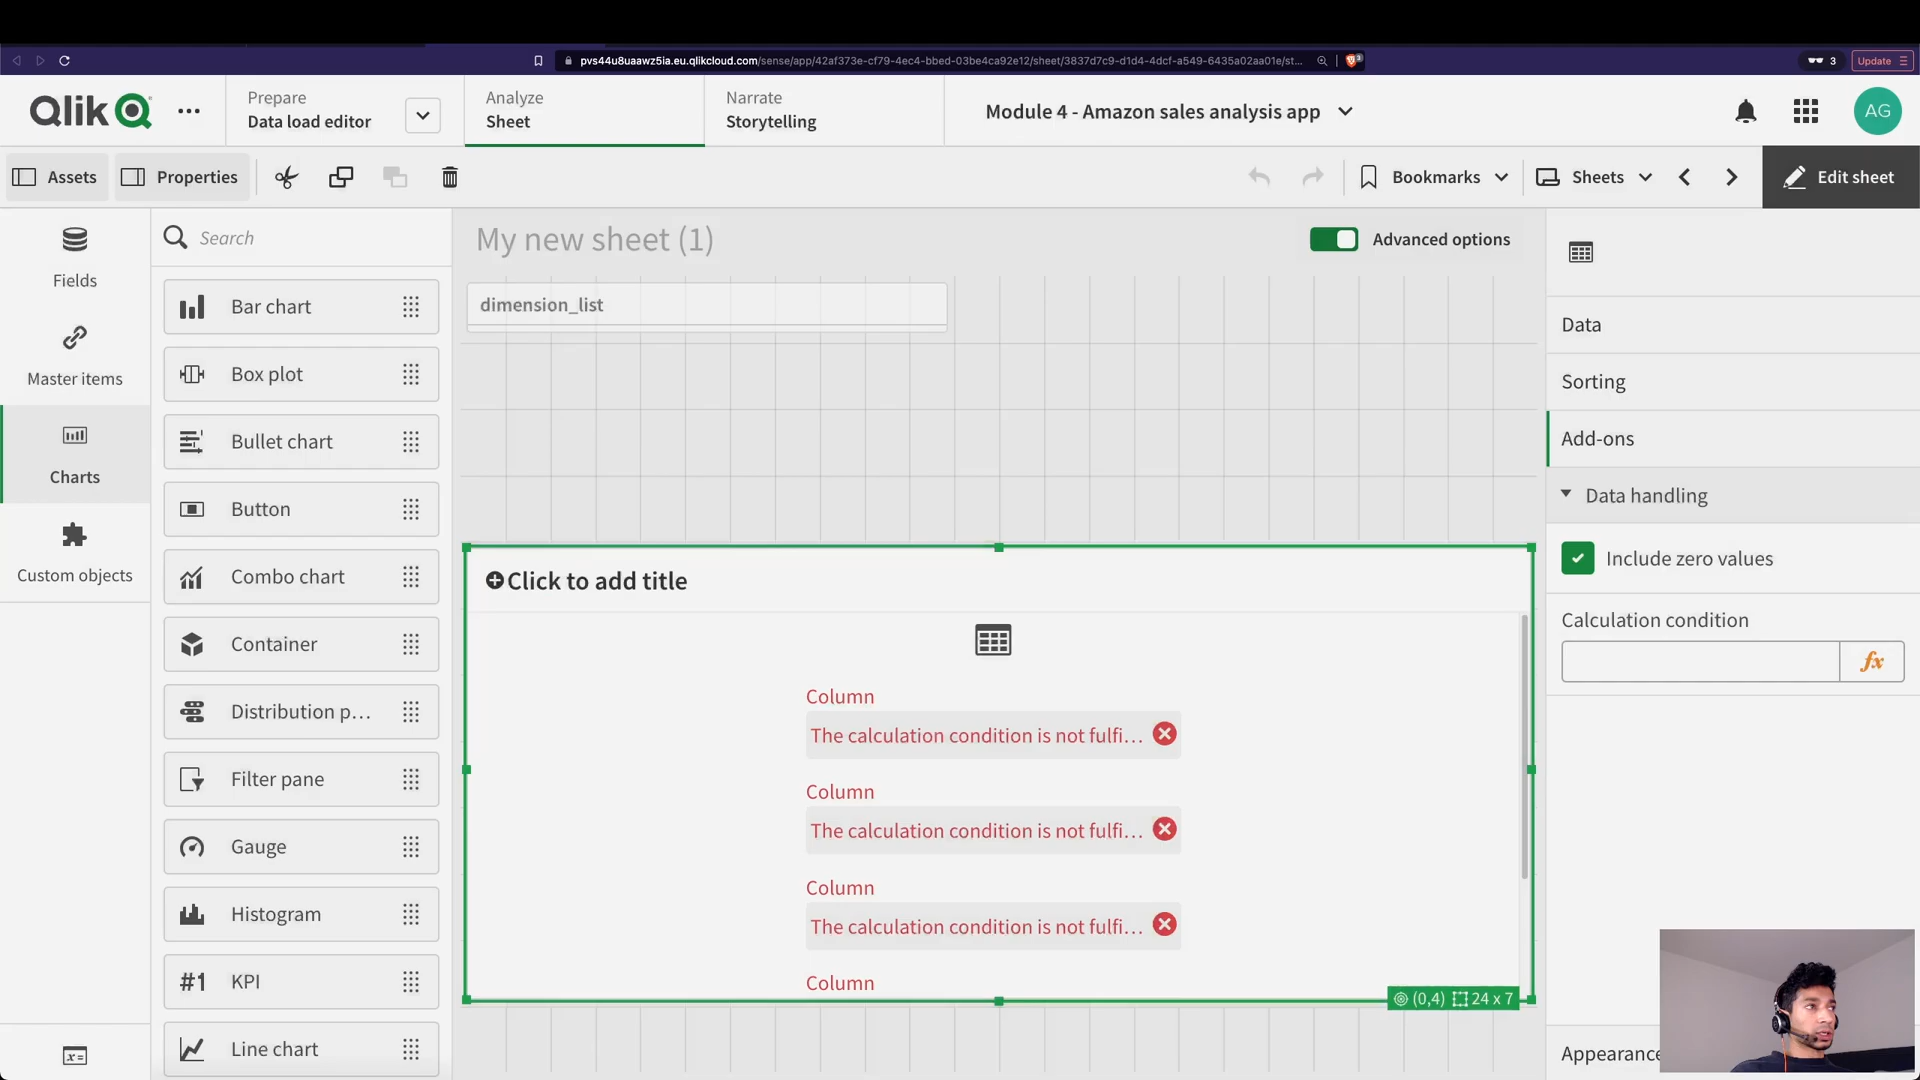 pvs44u8uaawz5ia.eu.qlikcloud.com/sense/app/42af373e-cf79-4ec4-bbed-03be4ca92e12/sheet/3837d7c9-d1d4-4dcf-a549-6435a02aa01e/st...
3
Update
Qlik
Prepare
Data load editor
Analyze
Sheet
Narrate
Storytelling
Module 4 - Amazon sales analysis app
AG
Assets
Properties
Bookmarks
Sheets
Edit sheet
Fields
Master items
Charts
Custom objects
Search
Bar chart
Box plot
Bullet chart
Button
Combo chart
Container
Distribution p...
Filter pane
Gauge
Histogram
#1 KPI
Line chart
My new sheet (1)
Advanced options
dimension_list
Click to add title
Column
The calculation condition is not fulfi...
Column
The calculation condition is not fulfi...
Column
The calculation condition is not fulfi...
Column
(0,4) 24 x 7
Data
Sorting
Add-ons
Data handling
Include zero values
Calculation condition
fx
Appearance